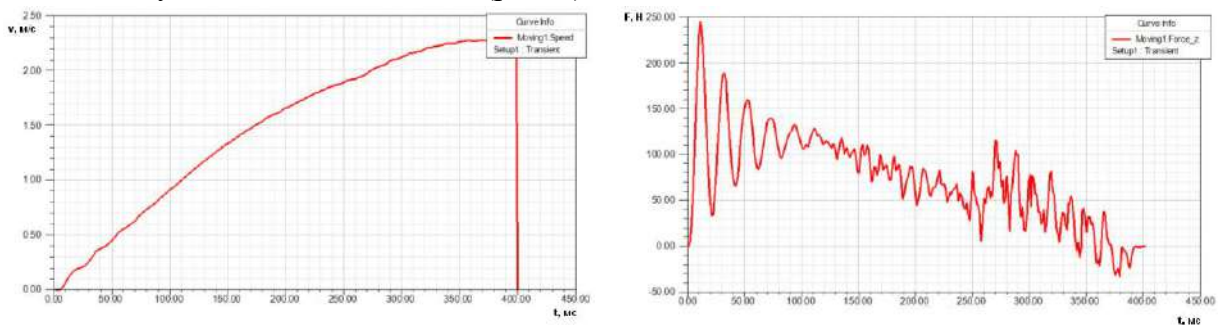 v, м/с
2.50
2.00
1.50
1.00
0.50
0.00
0.00 50.00 100.00 150.00 200.00 250.00 300.00 350.00 400.00 450.00
t, мс
Curve Info
Moving1.Speed
Setup1 : Transient
F, Н
250.00
200.00
150.00
100.00
50.00
0.00
-50.00
0.00 50.00 100.00 150.00 200.00 250.00 300.00 350.00 400.00 450.00
t, мс
Curve Info
Moving1.Force_z
Setup1 : Transient